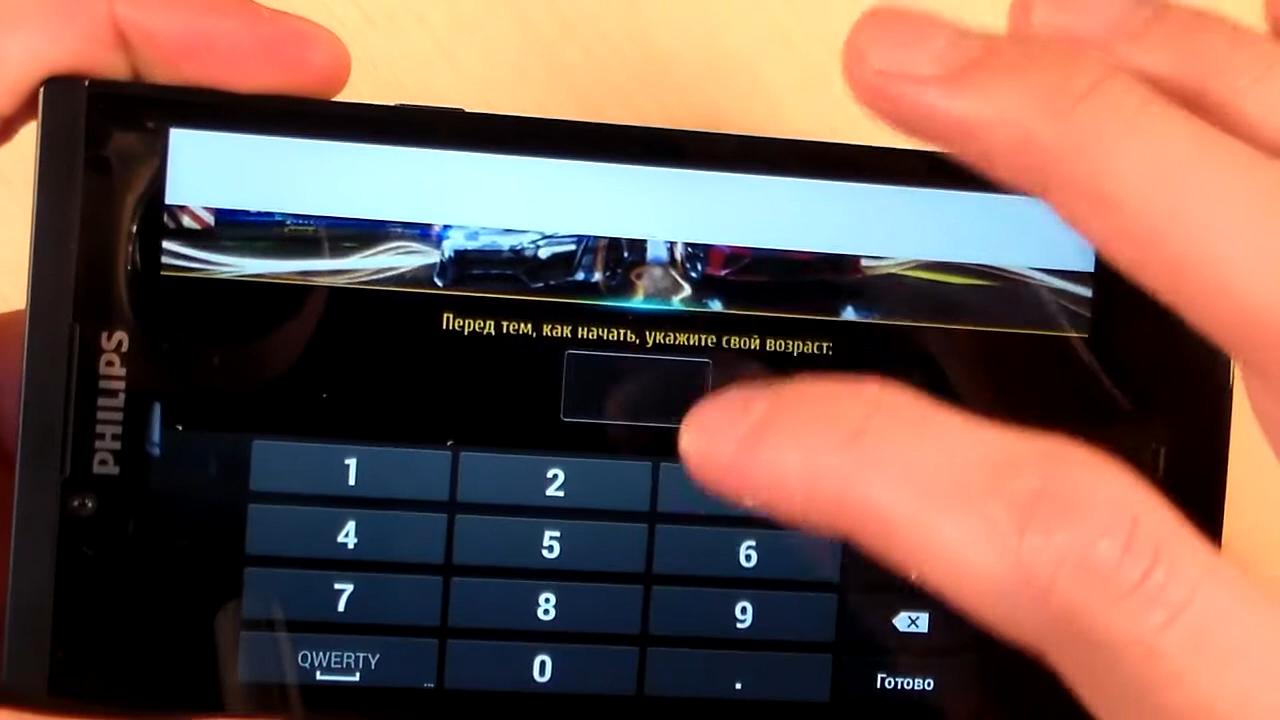 PHILIPS
Перед тем, как начать, укажите свой возраст:
1 2
4 5 6
7 8 9
QWERTY 0 .
...
Готово